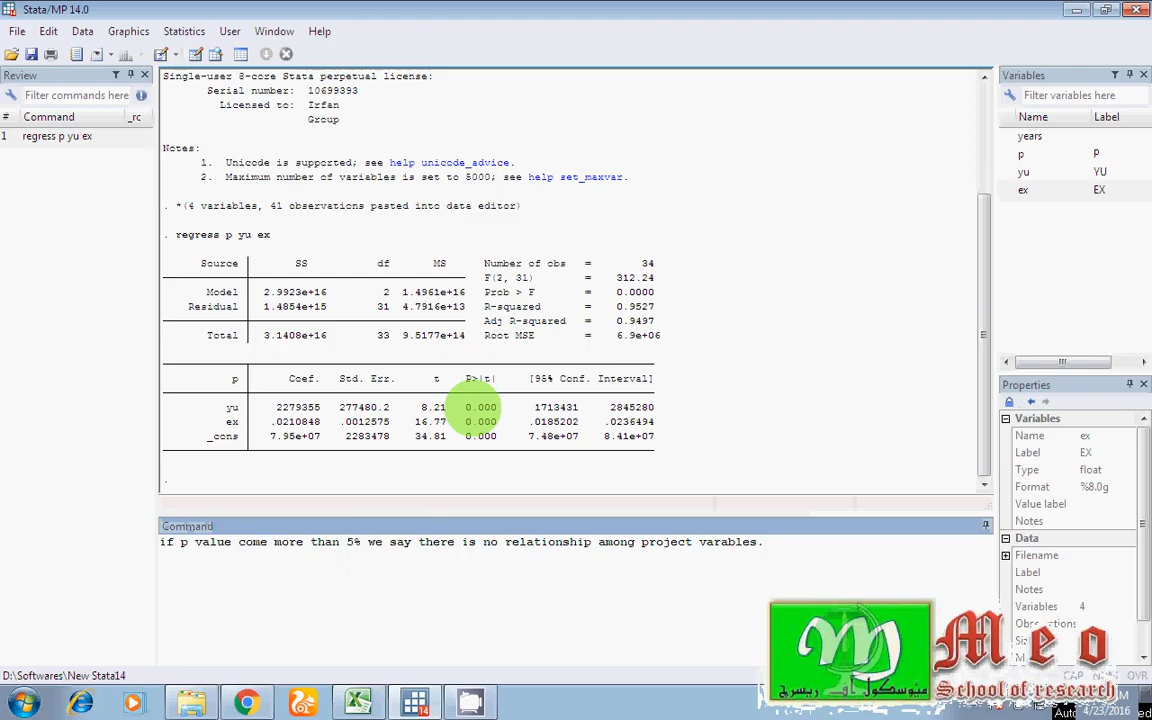 Stata/MP 14.0
File Edit Data Graphics Statistics User Window Help
Review
Filter commands here
# Command _rc
1 regress p yu ex
Single-user 8-core Stata perpetual license:
Serial number: 10699393
Licensed to: Irfan
Group
Notes:
1. Unicode is supported; see help unicode_advice.
2. Maximum number of variables is set to 5000; see help set_maxvar.
. *(4 variables, 41 observations pasted into data editor)
. regress p yu ex
Source SS df MS Number of obs = 34
F(2, 31) = 312.24
Model 2.9923e+16 2 1.4961e+16 Prob > F = 0.0000
Residual 1.4854e+15 31 4.7916e+13 R-squared = 0.9527
Adj R-squared = 0.9497
Total 3.1408e+16 33 9.5177e+14 Root MSE = 6.9e+06
p Coef. Std. Err. t P>|t| [95% Conf. Interval]
yu 2279355 277480.2 8.21 0.000 1713431 2845280
ex .0210848 .0012575 16.77 0.000 .0185202 .0236494
_cons 7.95e+07 2283478 34.81 0.000 7.48e+07 8.41e+07
.
Command
if p value come more than 5% we say there is no relationship among project varables.
Variables
Filter variables here
Name Label
years
p P
yu YU
ex EX
Properties
Variables
Name ex
Label EX
Type float
Format %8.0g
Value label
Notes
Data
Filename
Label
Notes
Variables 4
Meo
School of research
D:\Softwares\New Stata14
CAP NUM OVR
14
4/23/2016